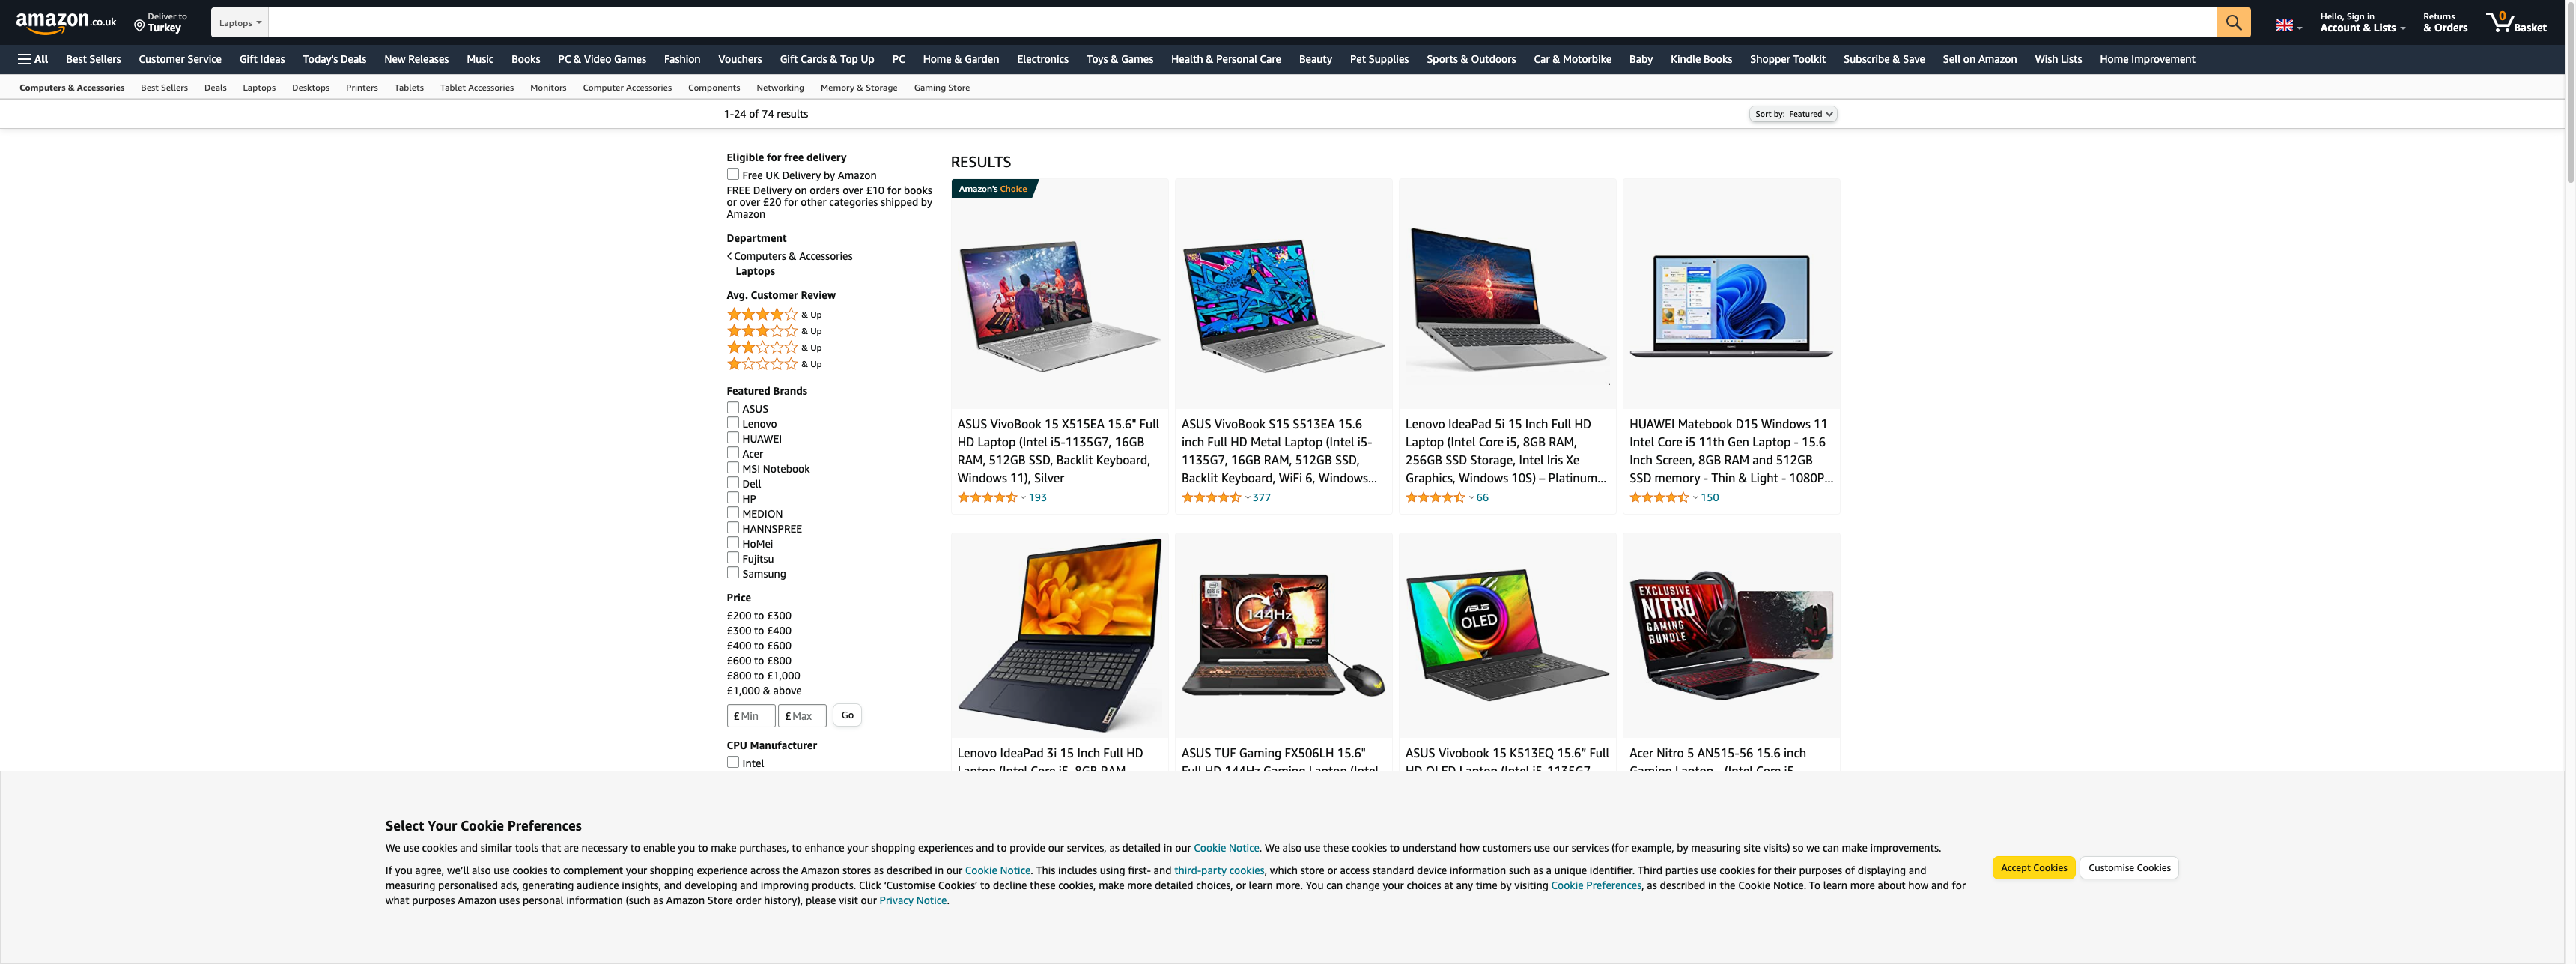 amazon.co.uk
Deliver to
Turkey
Laptops
Hello, Sign in
Account & Lists
Returns
& Orders
0
Basket
All
Best Sellers
Customer Service
Gift Ideas
Today's Deals
New Releases
Music
Books
PC & Video Games
Fashion
Vouchers
Gift Cards & Top Up
PC
Home & Garden
Electronics
Toys & Games
Health & Personal Care
Beauty
Pet Supplies
Sports & Outdoors
Car & Motorbike
Baby
Kindle Books
Shopper Toolkit
Subscribe & Save
Sell on Amazon
Wish Lists
Home Improvement
Computers & Accessories
Best Sellers
Deals
Laptops
Desktops
Printers
Tablets
Tablet Accessories
Monitors
Computer Accessories
Components
Networking
Memory & Storage
Gaming Store
1-24 of 74 results
Sort by: Featured
Eligible for free delivery
Free UK Delivery by Amazon
FREE Delivery on orders over £10 for books
or over £20 for other categories shipped by
Amazon
Department
Computers & Accessories
Laptops
Avg. Customer Review
& Up
& Up
& Up
& Up
Featured Brands
ASUS
Lenovo
HUAWEI
Acer
MSI Notebook
Dell
HP
MEDION
HANNSPREE
HoMei
Fujitsu
Samsung
Price
£200 to £300
£300 to £400
£400 to £600
£600 to £800
£800 to £1,000
£1,000 & above
£ Min
£ Max
Go
CPU Manufacturer
Intel
RESULTS
Amazon's Choice
ASUS VivoBook 15 X515EA 15.6" Full
HD Laptop (Intel i5-1135G7, 16GB
RAM, 512GB SSD, Backlit Keyboard,
Windows 11), Silver
193
ASUS VivoBook S15 S513EA 15.6
inch Full HD Metal Laptop (Intel i5-
1135G7, 16GB RAM, 512GB SSD,
Backlit Keyboard, WiFi 6, Windows...
377
Lenovo IdeaPad 5i 15 Inch Full HD
Laptop (Intel Core i5, 8GB RAM,
256GB SSD Storage, Intel Iris Xe
Graphics, Windows 10S) – Platinum...
66
HUAWEI Matebook D15 Windows 11
Intel Core i5 11th Gen Laptop - 15.6
Inch Screen, 8GB RAM and 512GB
SSD memory - Thin & Light - 1080P...
150
Lenovo
144Hz
ASUS
OLED
EXCLUSIVE
NITRO
GAMING
BUNDLE
Lenovo IdeaPad 3i 15 Inch Full HD
Laptop (Intel Core i5, 8GB RAM,
ASUS TUF Gaming FX506LH 15.6"
Full HD 144Hz Gaming Laptop (Intel
ASUS Vivobook 15 K513EQ 15.6” Full
HD OLED Laptop (Intel i5-1135G7,
Acer Nitro 5 AN515-56 15.6 inch
Gaming Laptop - (Intel Core i5
Select Your Cookie Preferences
We use cookies and similar tools that are necessary to enable you to make purchases, to enhance your shopping experiences and to provide our services, as detailed in our Cookie Notice. We also use these cookies to understand how customers use our services (for example, by measuring site visits) so we can make improvements.
If you agree, we’ll also use cookies to complement your shopping experience across the Amazon stores as described in our Cookie Notice. This includes using first- and third-party cookies, which store or access standard device information such as a unique identifier. Third parties use cookies for their purposes of displaying and
measuring personalised ads, generating audience insights, and developing and improving products. Click ‘Customise Cookies’ to decline these cookies, make more detailed choices, or learn more. You can change your choices at any time by visiting Cookie Preferences, as described in the Cookie Notice. To learn more about how and for
what purposes Amazon uses personal information (such as Amazon Store order history), please visit our Privacy Notice.
Accept Cookies
Customise Cookies